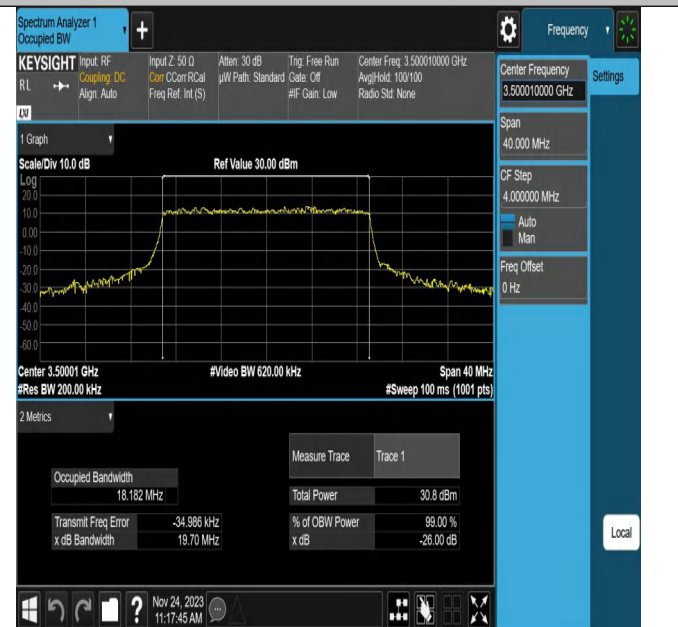 Spectrum Analyzer 1
Occupied BW
+
Frequency
KEYSIGHT
RL
LXI
Input: RF
Coupling: DC
Align: Auto
Input Z: 50 Ω
Corr CCorr RCal
Freq Ref: Int (S)
Atten: 30 dB
µW Path: Standard
Trig: Free Run
Gate: Off
#IF Gain: Low
Center Freq: 3.500010000 GHz
Avg|Hold: 100/100
Radio Std: None
Center Frequency
3.500010000 GHz
Settings
Span
40.000 MHz
CF Step
4.000000 MHz
Auto
Man
Freq Offset
0 Hz
1 Graph
Scale/Div 10.0 dB
Ref Value 30.00 dBm
Log
20.0
10.0
0.00
-10.0
-20.0
-30.0
-40.0
-50.0
-60.0
Center 3.50001 GHz
#Video BW 620.00 kHz
Span 40 MHz
#Res BW 200.00 kHz
#Sweep 100 ms (1001 pts)
2 Metrics
Measure Trace
Trace 1
Occupied Bandwidth
18.182 MHz
Total Power
30.8 dBm
Transmit Freq Error
-34.986 kHz
% of OBW Power
99.00 %
x dB Bandwidth
19.70 MHz
x dB
-26.00 dB
Local
?
Nov 24, 2023
11:17:45 AM